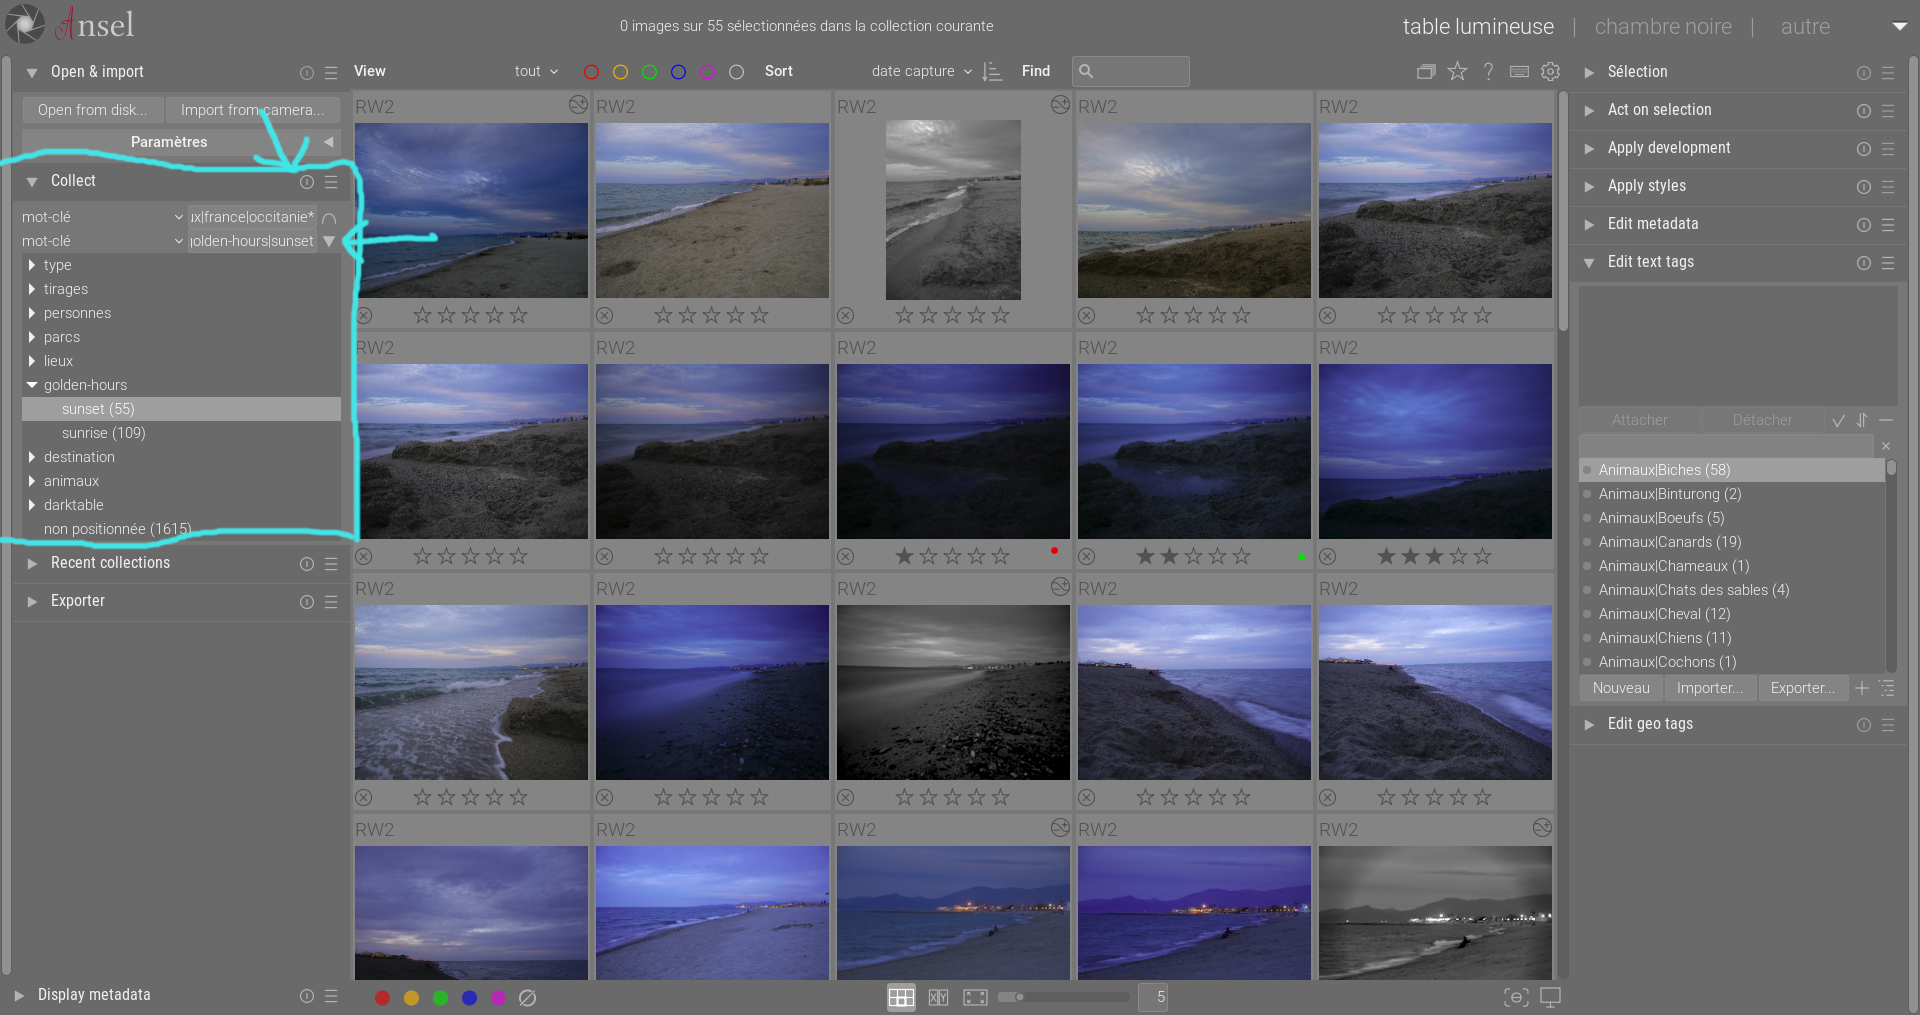 Ansel
0 images sur 55 sélectionnées dans la collection courante
table lumineuse | chambre noire | autre
Open & import
Open from disk...
Import from camera...
Paramètres
Collect
mot-clé
ux|france|occitanie*
mot-clé
golden-hours|sunset
type
tirages
personnes
parcs
lieux
golden-hours
sunset (55)
sunrise (109)
destination
animaux
darktable
non positionnée (1615)
Recent collections
Exporter
Display metadata
View
tout
Sort
date capture
Find
RW2 RW2 RW2 RW2 RW2
RW2 RW2 RW2 RW2 RW2
RW2 RW2 RW2 RW2 RW2
RW2 RW2 RW2 RW2 RW2
X|Y
5
Sélection
Act on selection
Apply development
Apply styles
Edit metadata
Edit text tags
Attacher
Détacher
Animaux|Biches (58)
Animaux|Binturong (2)
Animaux|Boeufs (5)
Animaux|Canards (19)
Animaux|Chameaux (1)
Animaux|Chats des sables (4)
Animaux|Cheval (12)
Animaux|Chiens (11)
Animaux|Cochons (1)
Nouveau
Importer...
Exporter...
Edit geo tags